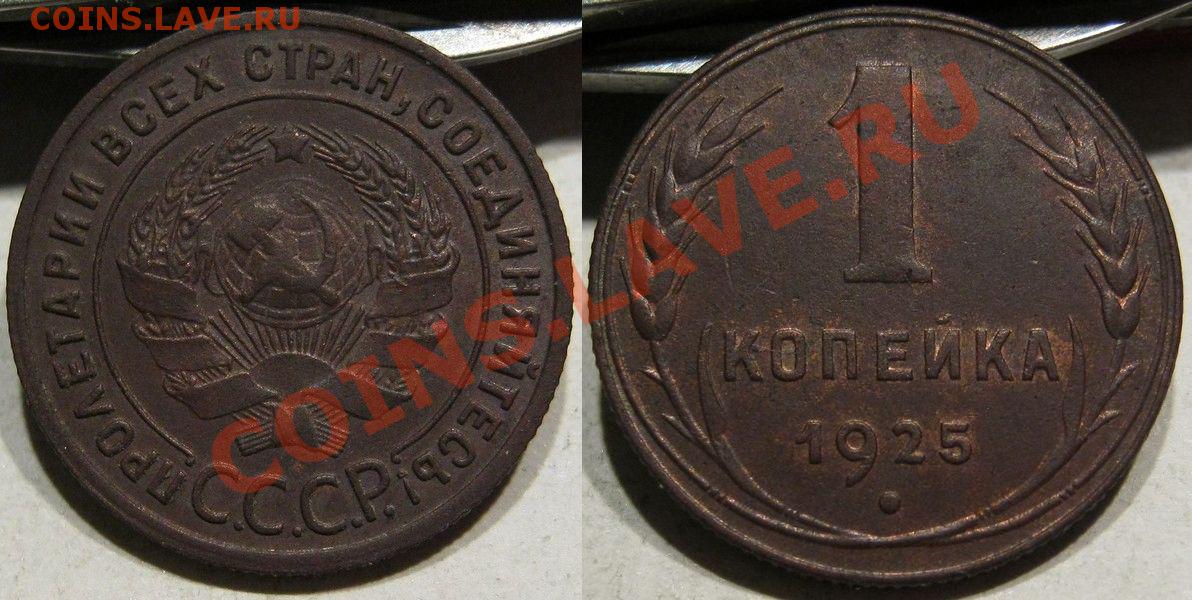 COINS.LAVE.RU
ПРОЛЕТАРИИ ВСЕХ СТРАН, СОЕДИНЯЙТЕСЬ!
С.С.С.Р.
1
КОПЕЙКА
1925
COINS.LAVE.RU